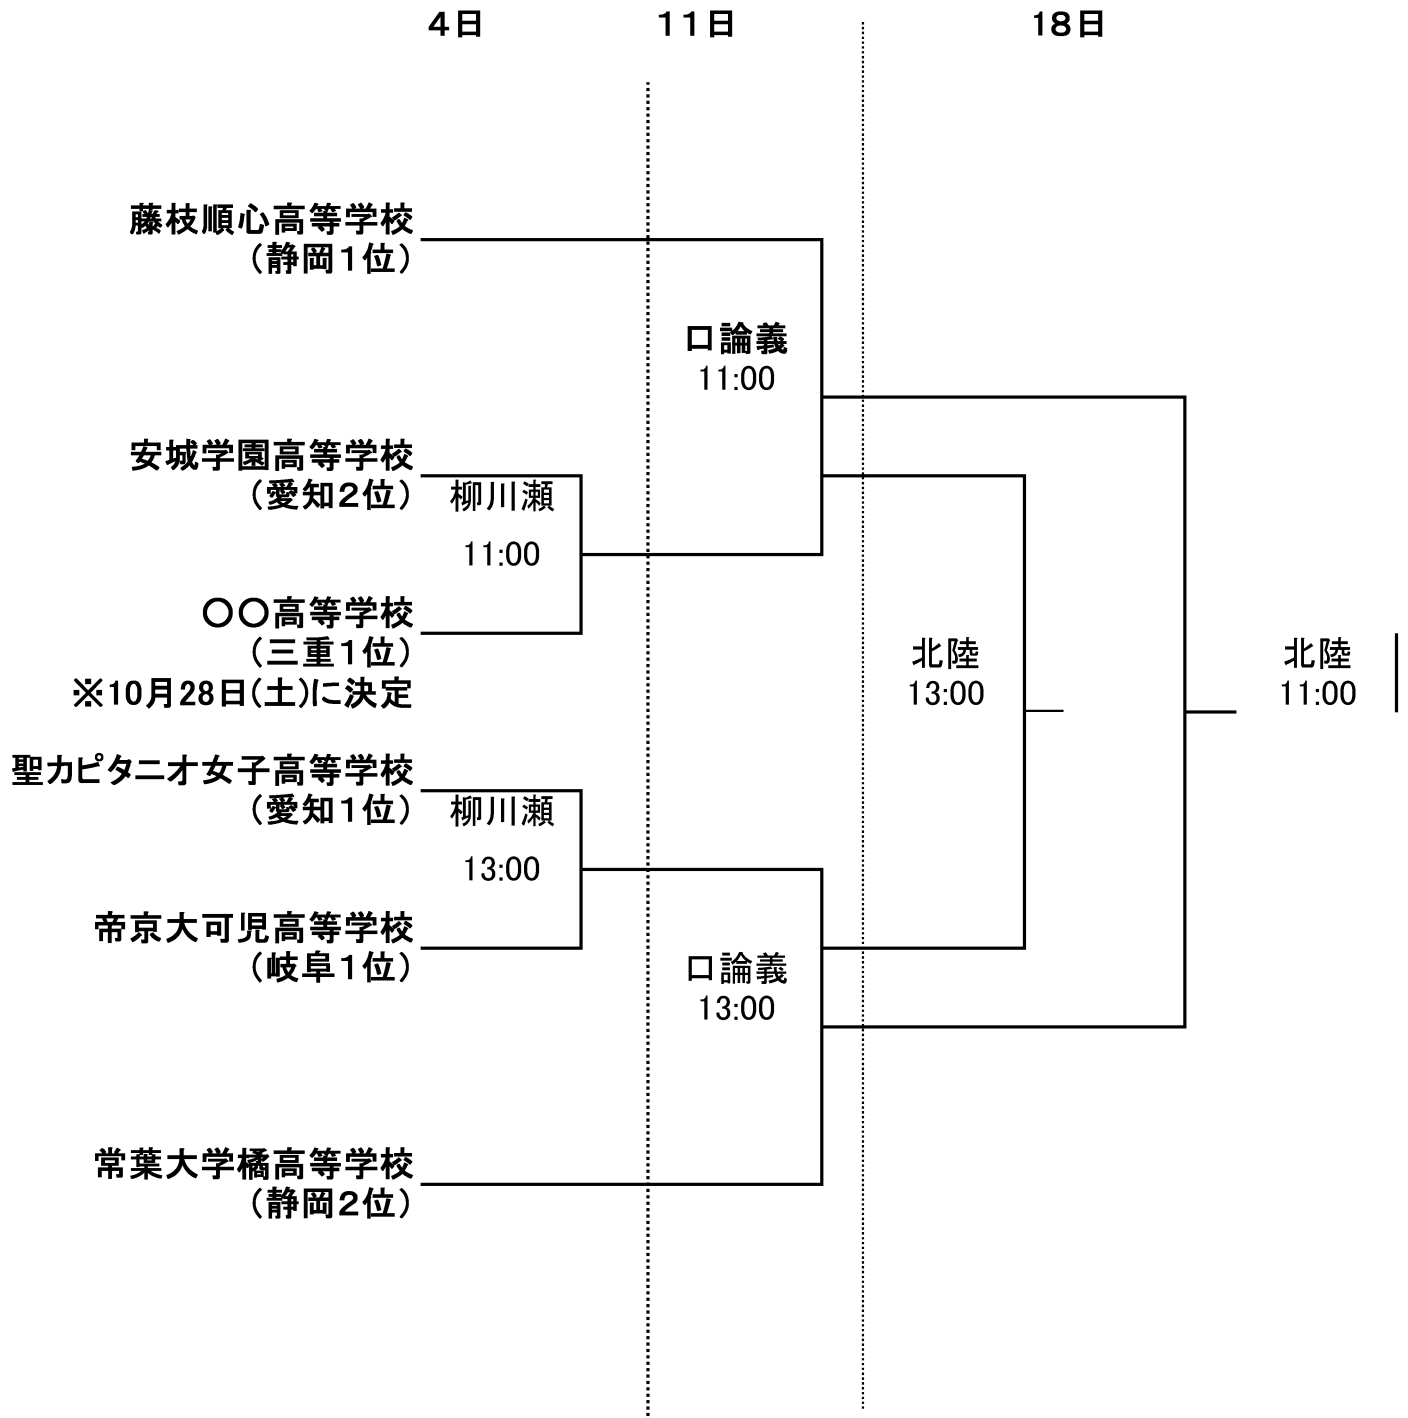 4日
11日
18日
藤枝順心高等学校
（静岡１位）
口論義
11:00
安城学園高等学校
（愛知２位）
柳川瀬
11:00
〇〇高等学校
（三重１位）
※10月28日(土)に決定
北陸
13:00
北陸
11:00
聖カピタニオ女子高等学校
（愛知１位）
柳川瀬
13:00
帝京大可児高等学校
（岐阜１位）
口論義
13:00
常葉大学橘高等学校
（静岡２位）